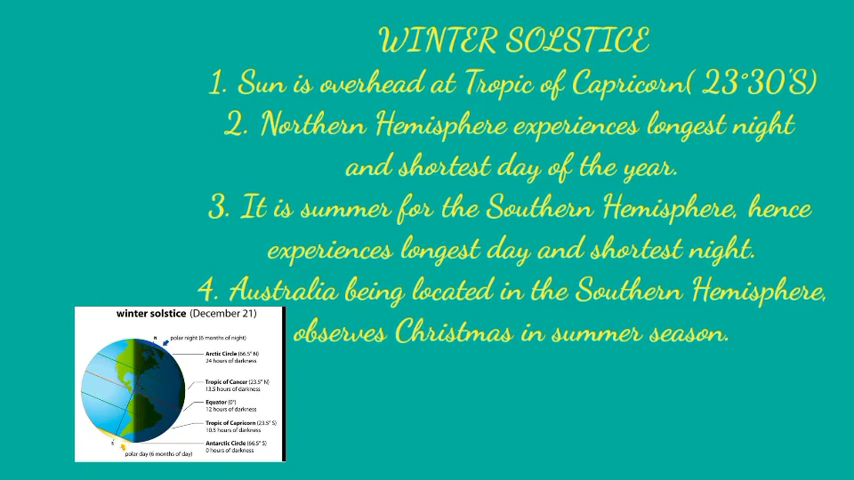 WINTER SOLSTICE
1. Sun is overhead at Tropic of Capricorn( 23°30'S)
2. Northern Hemisphere experiences longest night
and shortest day of the year.
3. It is summer for the Southern Hemisphere, hence
experiences longest day and shortest night.
4. Australia being located in the Southern Hemisphere,
observes Christmas in summer season.
winter solstice (December 21)
N
polar night (6 months of night)
Arctic Circle (66.5° N)
24 hours of darkness
Tropic of Cancer (23.5° N)
13.5 hours of darkness
Equator (0°)
12 hours of darkness
Tropic of Capricorn (23.5° S)
10.5 hours of darkness
Antarctic Circle (66.5° S)
0 hours of darkness
S
polar day (6 months of day)